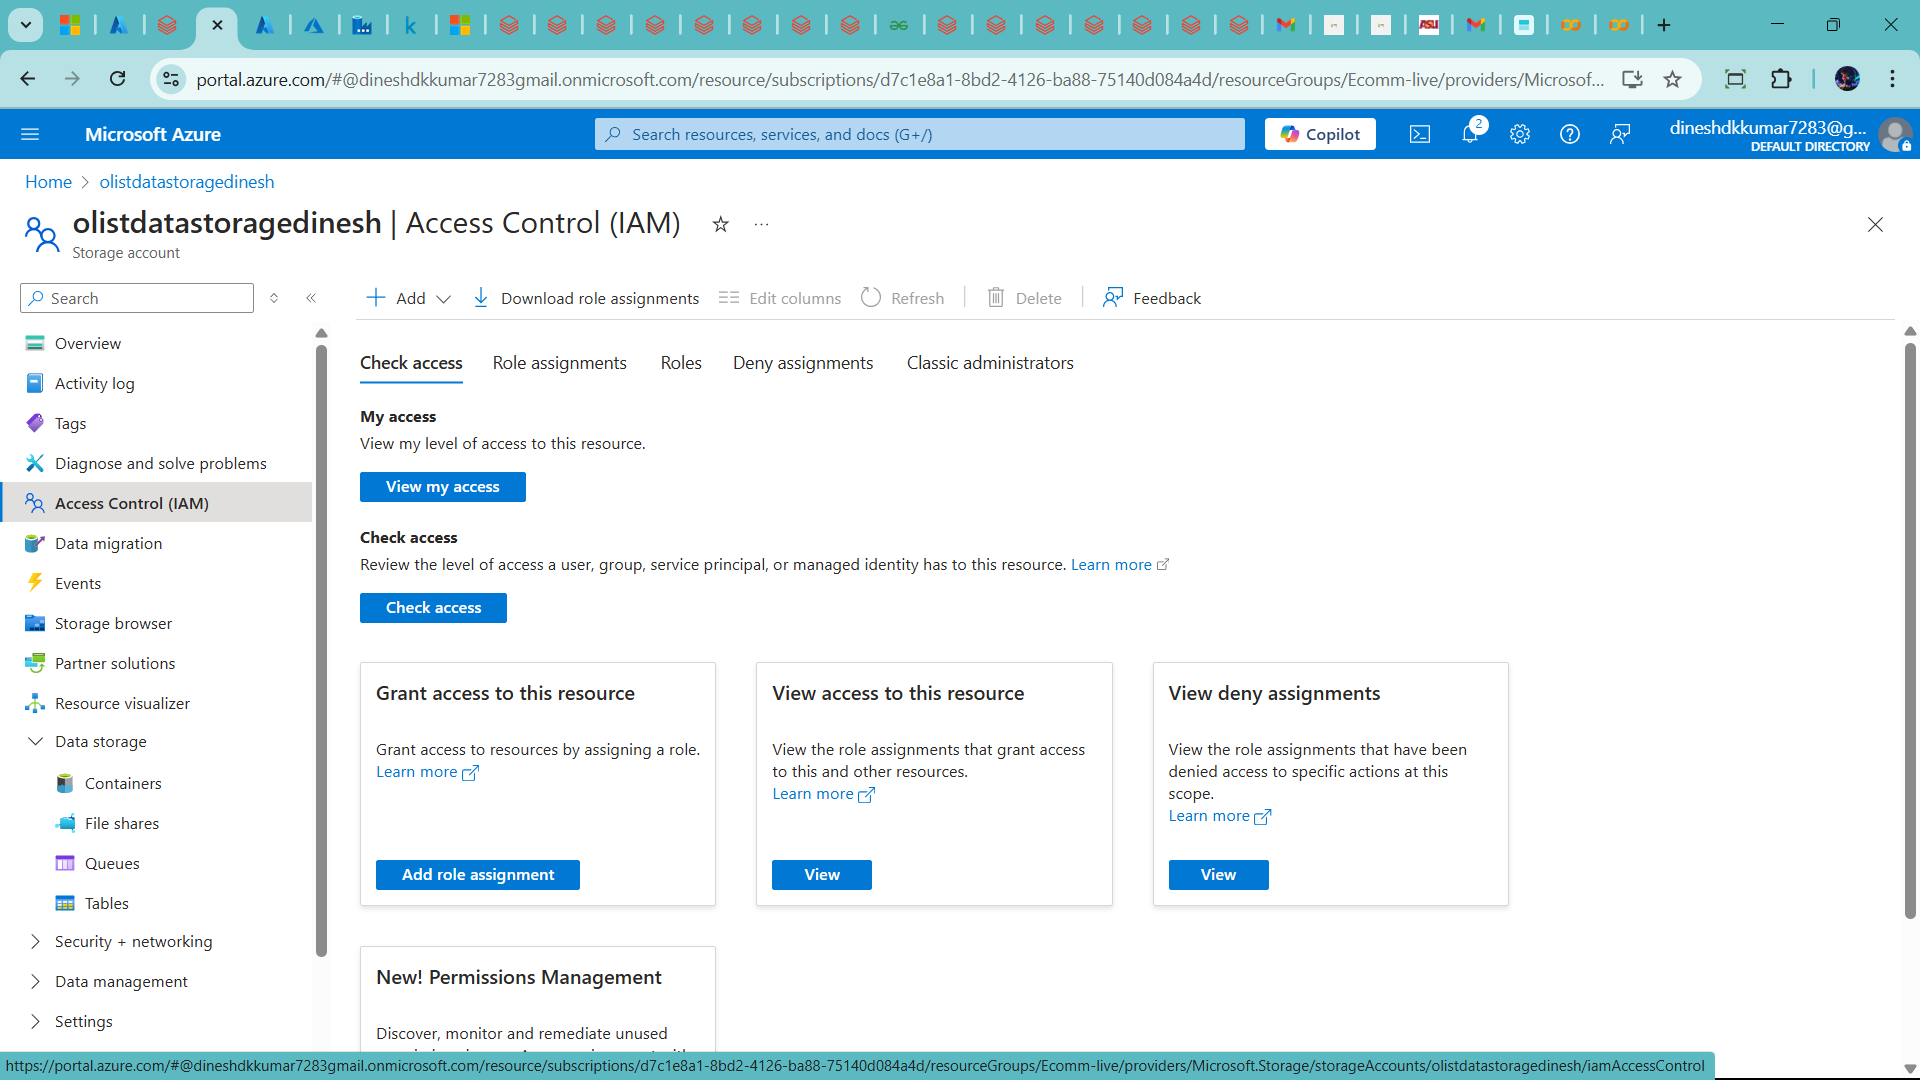 portal.azure.com/#@dineshdkkumar7283gmail.onmicrosoft.com/resource/subscriptions/d7c1e8a1-8bd2-4126-ba88-75140d084a4d/resourceGroups/Ecomm-live/providers/Microsof...
Microsoft Azure
Search resources, services, and docs (G+/)
Copilot
2
dineshdkkumar7283@g...
DEFAULT DIRECTORY
Home > olistdatastoragedinesh
olistdatastoragedinesh | Access Control (IAM)
Storage account
Search
Add
Download role assignments
Edit columns
Refresh
Delete
Feedback
Overview
Activity log
Tags
Diagnose and solve problems
Access Control (IAM)
Data migration
Events
Storage browser
Partner solutions
Resource visualizer
Data storage
Containers
File shares
Queues
Tables
Security + networking
Data management
Settings
Check access
Role assignments
Roles
Deny assignments
Classic administrators
My access
View my level of access to this resource.
View my access
Check access
Review the level of access a user, group, service principal, or managed identity has to this resource. Learn more
Check access
Grant access to this resource
Grant access to resources by assigning a role.
Learn more
Add role assignment
View access to this resource
View the role assignments that grant access
to this and other resources.
Learn more
View
View deny assignments
View the role assignments that have been
denied access to specific actions at this
scope.
Learn more
View
New! Permissions Management
Discover, monitor and remediate unused
https://portal.azure.com/#@dineshdkkumar7283gmail.onmicrosoft.com/resource/subscriptions/d7c1e8a1-8bd2-4126-ba88-75140d084a4d/resourceGroups/Ecomm-live/providers/Microsoft.Storage/storageAccounts/olistdatastoragedinesh/iamAccessControl